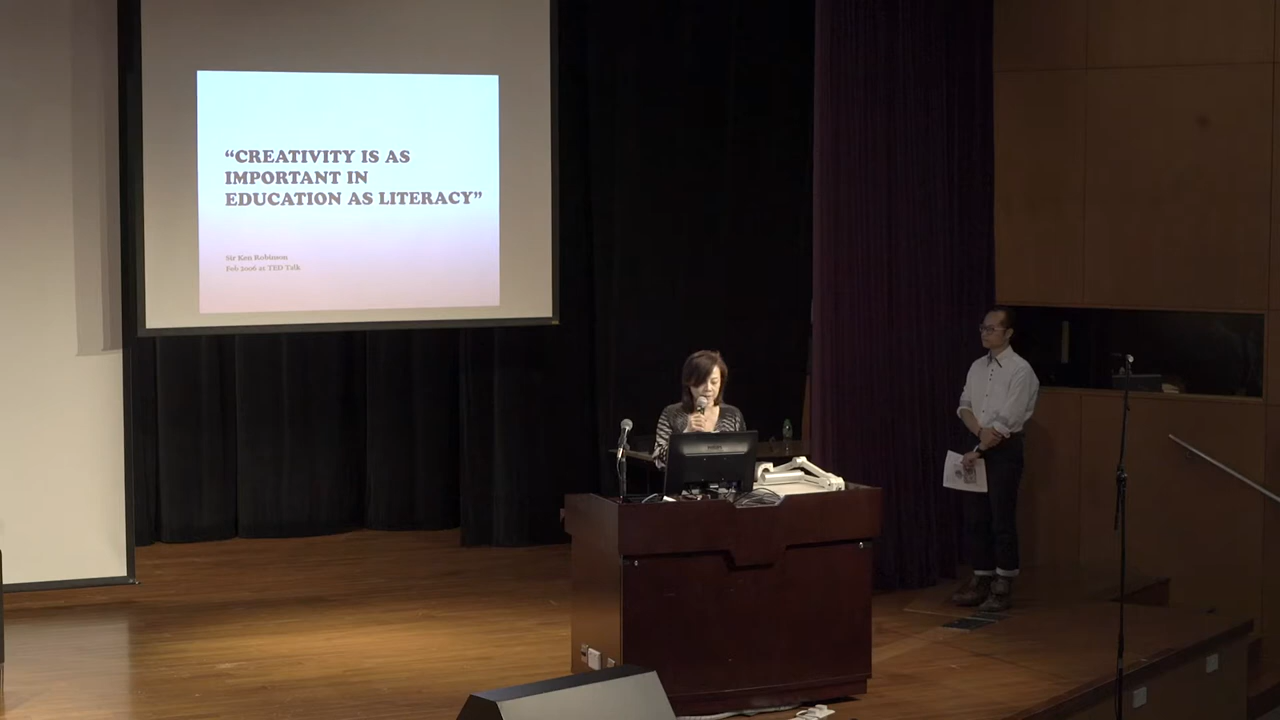 “CREATIVITY IS AS
IMPORTANT IN
EDUCATION AS LITERACY”
Sir Ken Robinson
Feb 2006 at TED Talk